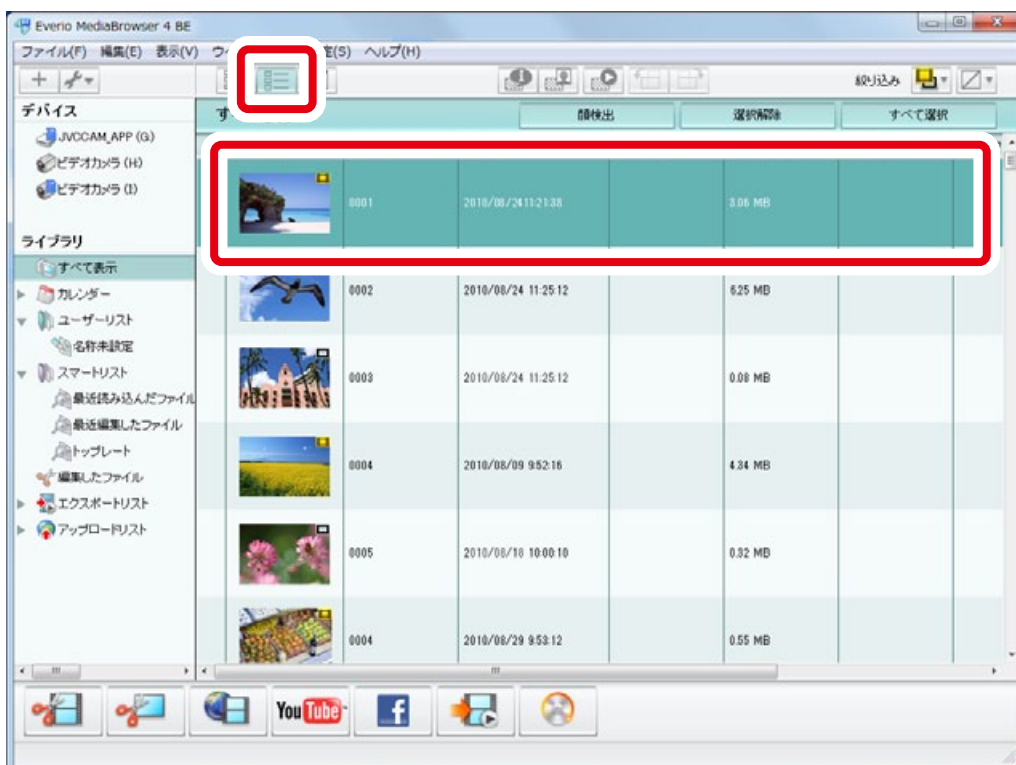 Everio MediaBrowser 4 BE
ファイル(F) 編集(E) 表示(V) ウ (S) ヘルプ(H)
絞り込み
デバイス
す 顔検出 選択解除 すべて選択
JVCCAM_APP (G:)
ビデオカメラ (H:)
ビデオカメラ (I:)
0001 2010/08/24 11:21:38 3.06 MB
ライブラリ
すべて表示
カレンダー
0002 2010/08/24 11:25:12 6.25 MB
ユーザーリスト
名称未設定
スマートリスト
0003 2010/08/24 11:25:12 0.08 MB
最近読み込んだファイル
最近編集したファイル
トップレート
0004 2010/08/09 9:52:16 4.34 MB
編集したファイル
エクスポートリスト
アップロードリスト
0005 2010/08/18 10:00:10 0.32 MB
0004 2010/08/29 9:53:12 0.55 MB
YouTube
f